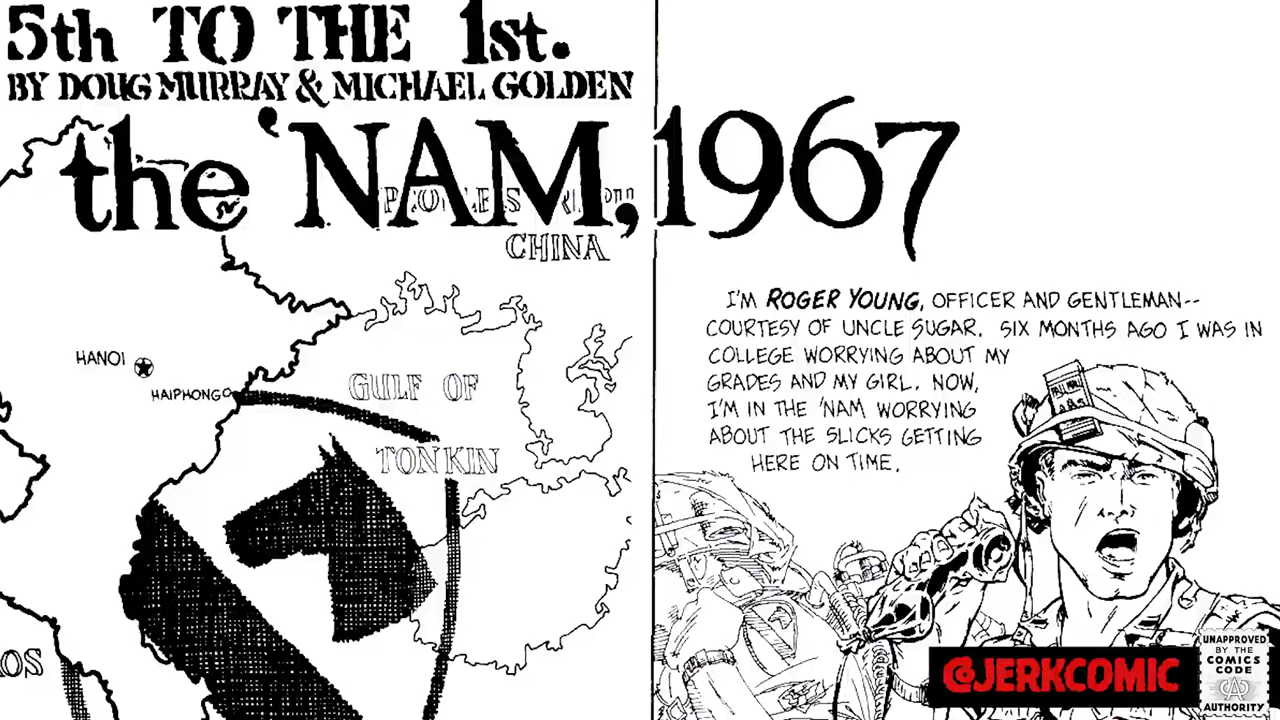 5th TO THE 1st.
BY DOUG MURRAY & MICHAEL GOLDEN
the 'NAM, 1967
CHINA
HANOI
HAIPHONG
GULF OF
TONKIN
OS
I'M ROGER YOUNG, OFFICER AND GENTLEMAN--
COURTESY OF UNCLE SUGAR. SIX MONTHS AGO I WAS IN
COLLEGE WORRYING ABOUT MY
GRADES AND MY GIRL. NOW,
I'M IN THE 'NAM WORRYING
ABOUT THE SLICKS GETTING
HERE ON TIME.
@JERKCOMIC
UNAPPROVED
BY THE
COMICS
CODE
CAD
AUTHORITY